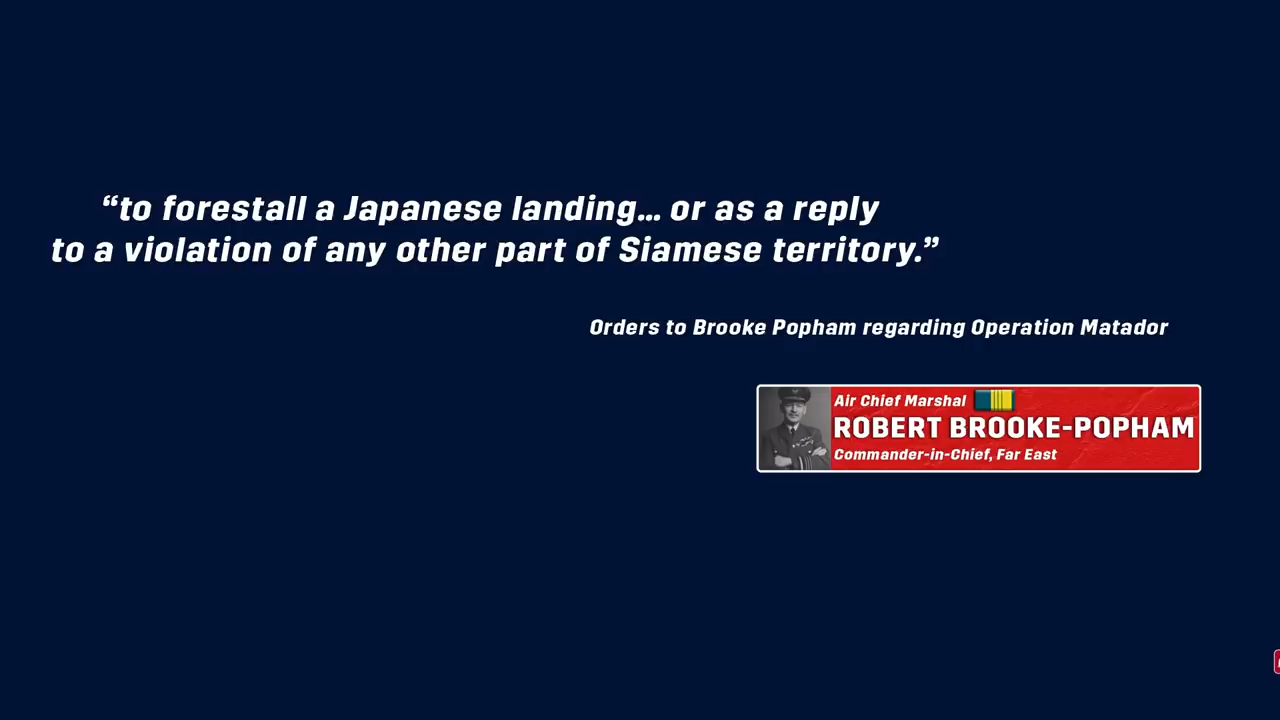 “to forestall a Japanese landing... or as a reply
to a violation of any other part of Siamese territory.”
Orders to Brooke Popham regarding Operation Matador
Air Chief Marshal
ROBERT BROOKE-POPHAM
Commander-in-Chief, Far East